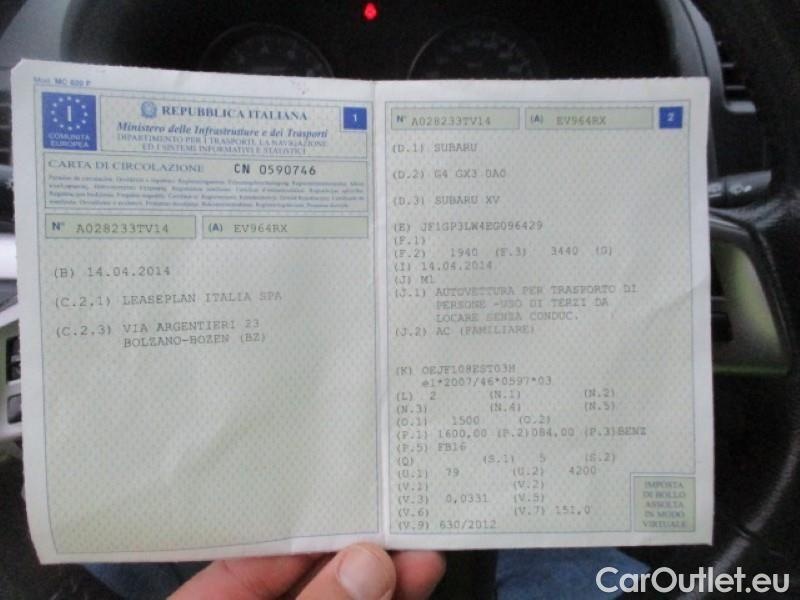 Mod. MC 820 F
I
COMUNITÀ
EUROPEA
REPUBBLICA ITALIANA
1
Ministero delle Infrastrutture e dei Trasporti
DIPARTIMENTO PER I TRASPORTI, LA NAVIGAZIONE
ED I SISTEMI INFORMATIVI E STATISTICI
CARTA DI CIRCOLAZIONE CN 0590746
N° A028233TV14 (A) EV964RX
(B) 14.04.2014
(C.2.1) LEASEPLAN ITALIA SPA
(C.2.3) VIA ARGENTIERI 23
BOLZANO-BOZEN (BZ)
N° A028233TV14 (A) EV964RX 2
(D.1) SUBARU
(D.2) G4 GX3 0A0
(D.3) SUBARU XV
(E) JF1GP3LW4EG096429
(F.1)
(F.2) 1940 (F.3) 3440 (G)
(I) 14.04.2014
(J) M1
(J.1) AUTOVETTURA PER TRASPORTO DI
PERSONE -USO DI TERZI DA
LOCARE SENZA CONDUC.
(J.2) AC (FAMILIARE)
(K) OEJF108EST03H
e1*2007/46*0597*03
(L) 2 (N.1) (N.2)
(N.3) (N.4) (N.5)
(O.1) 1500 (O.2)
(P.1) 1600,00 (P.2)084,00 (P.3)BENZ
(P.5) FB16
(Q) (S.1) 5 (S.2)
(U.1) 79 (U.2) 4200
(V.1) (V.2)
(V.3) 0,0331 (V.5)
(V.6) (V.7) 151,0
(V.9) 630/2012
IMPOSTA
DI BOLLO
ASSOLTA
IN MODO
VIRTUALE
CarOutlet.eu